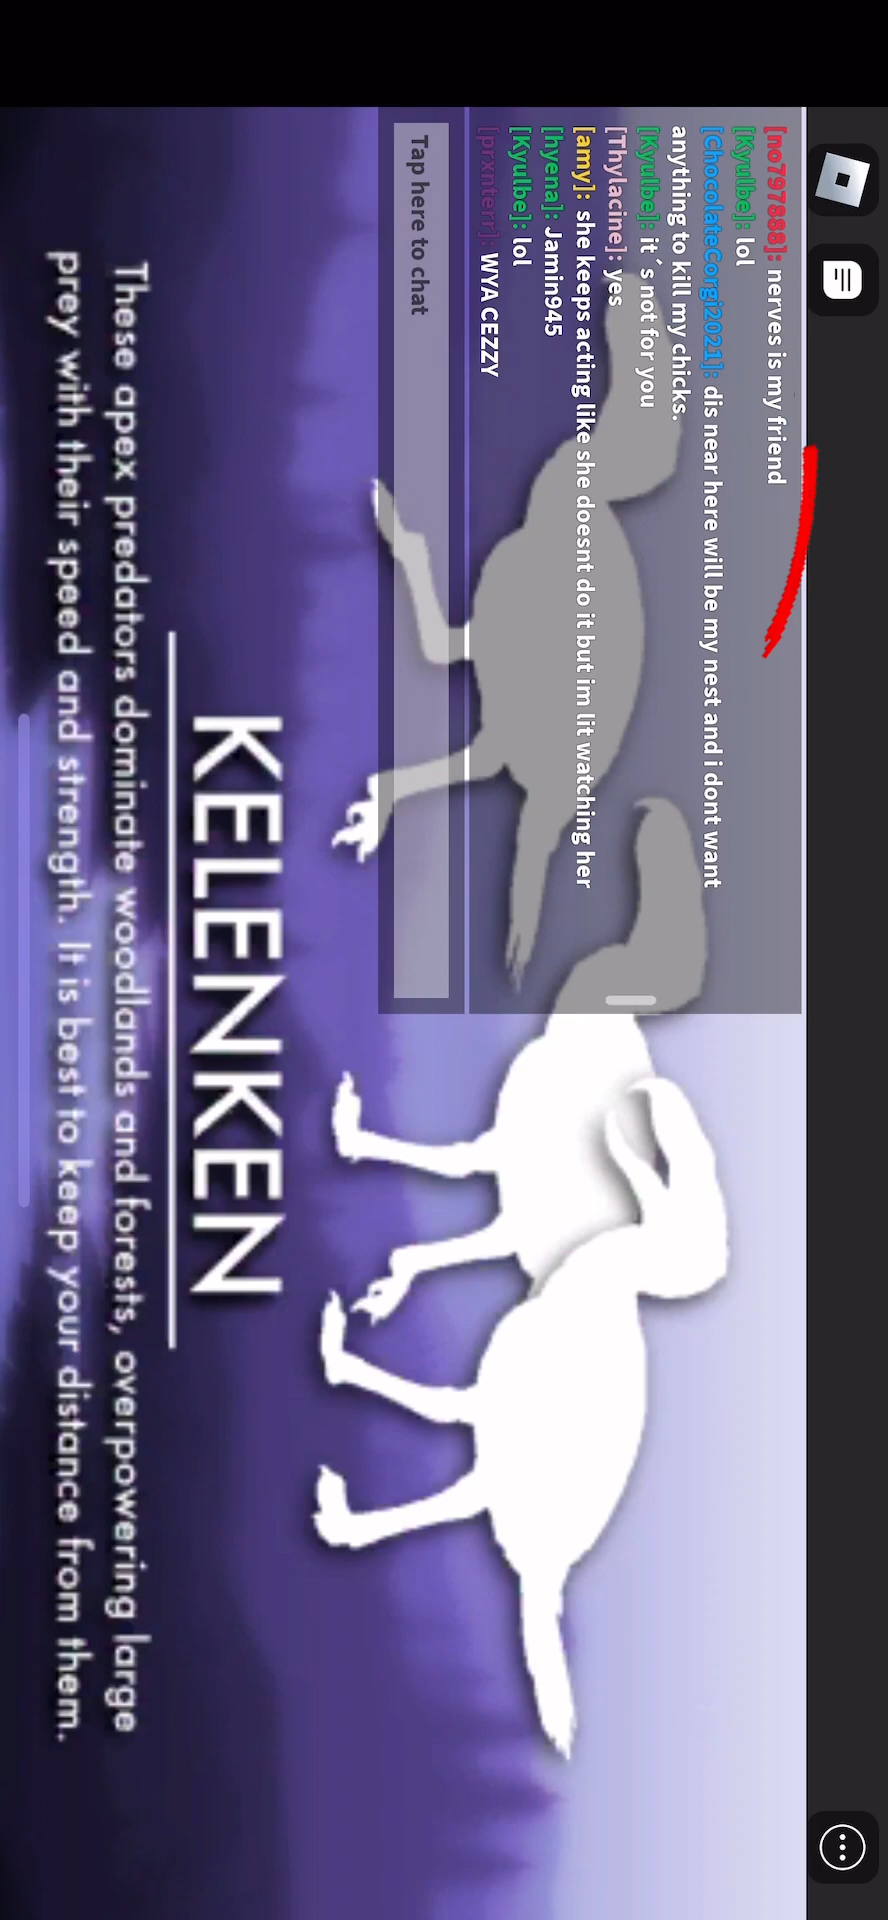 [no797888]: nerves is my friend
[Kyulbe]: lol
[ChocolateCorgi2021]: dis near here will be my nest and i dont want
anything to kill my chicks.
[Kyulbe]: it´s not for you
[Thylacine]: yes
[amy]: she keeps acting like she doesnt do it but im lit watching her
[hyena]: Jamin945
[Kyulbe]: lol
[prxnterr]: WYA CEZZY
Tap here to chat
KELENKEN
These apex predators dominate woodlands and forests, overpowering large
prey with their speed and strength. It is best to keep your distance from them.